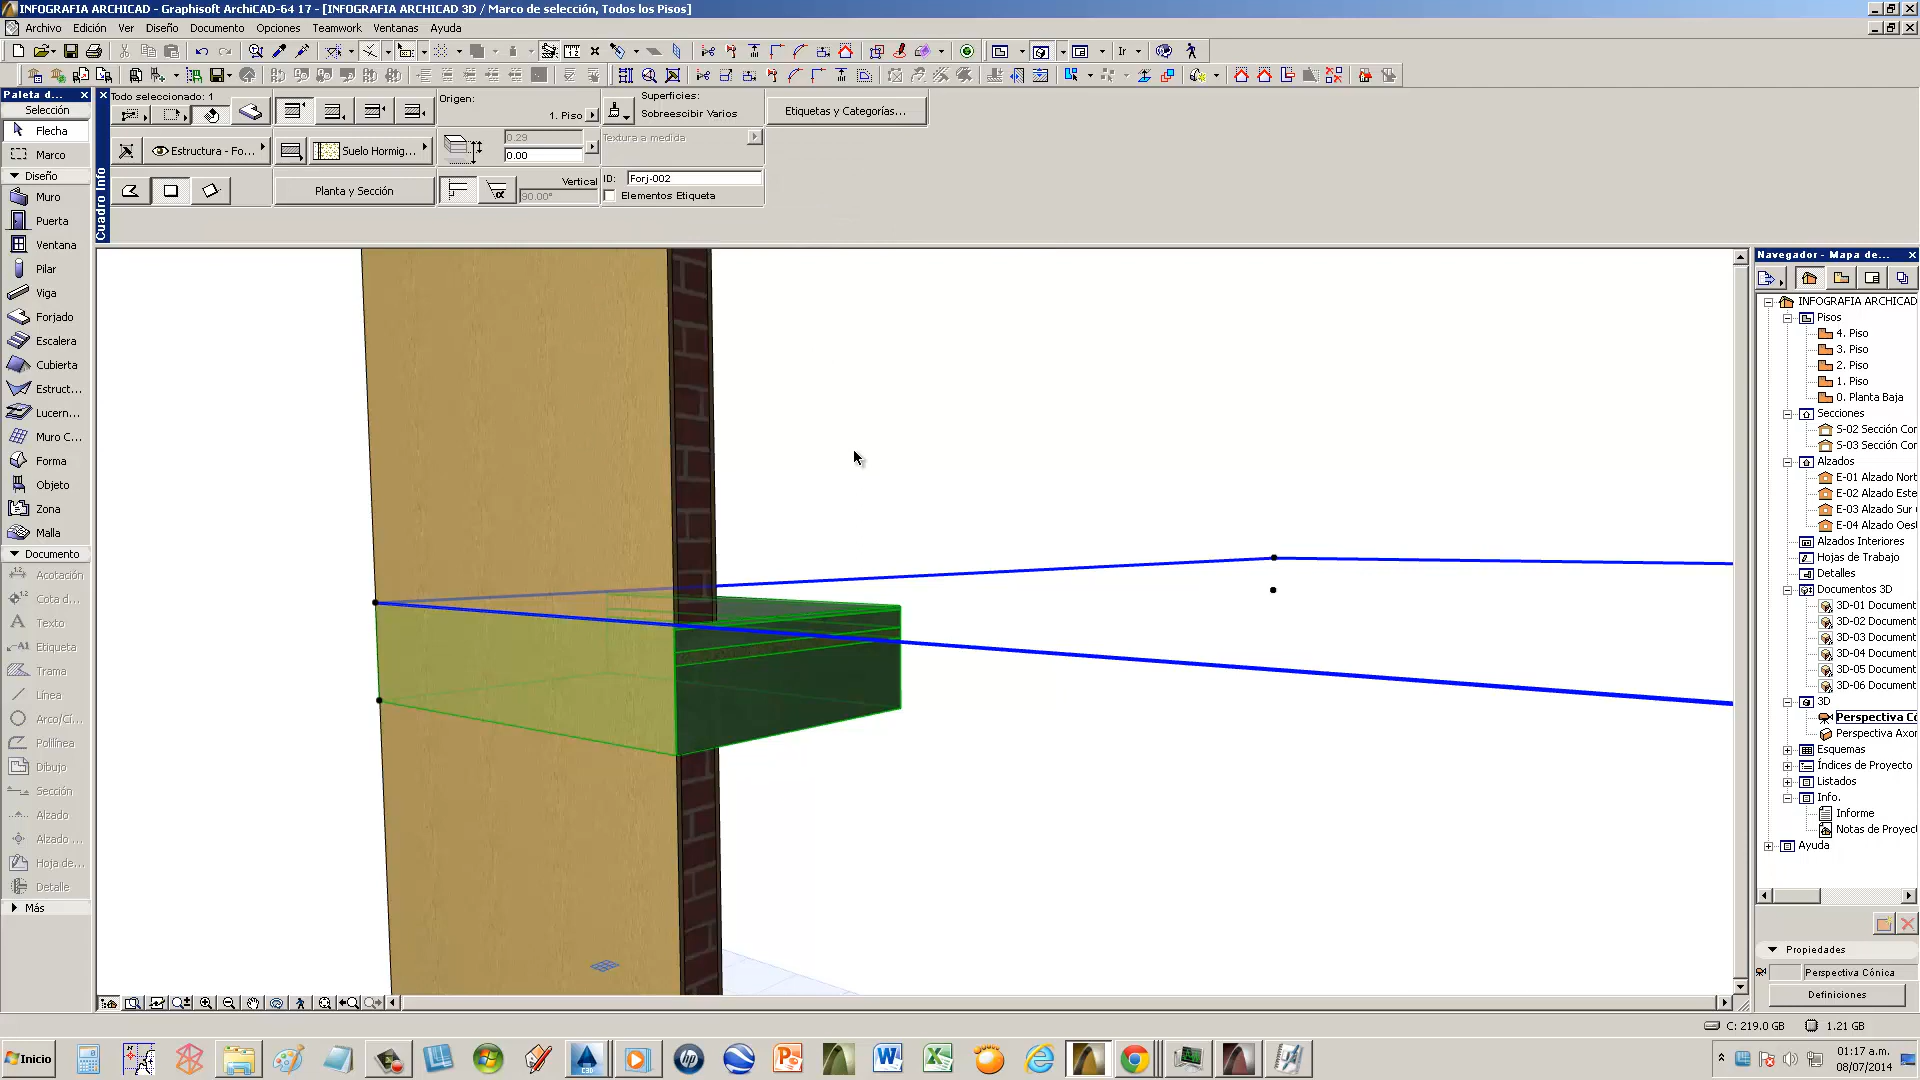 INFOGRAFIA ARCHICAD - Graphisoft ArchiCAD-64 17 - [INFOGRAFIA ARCHICAD 3D / Marco de selección, Todos los Pisos]
Archivo Edición Ver Diseño Documento Opciones Teamwork Ventanas Ayuda
Ir
Paleta d...
Selección
Flecha
Marco
Diseño
Muro
Puerta
Ventana
Pilar
Viga
Forjado
Escalera
Cubierta
Estruct...
Lucern...
Muro C...
Forma
Objeto
Zona
Malla
Documento
Acotación
Cota d...
Texto
Etiqueta
Trama
Línea
Arco/Cí...
Polilínea
Dibujo
Sección
Alzado
Alzado ...
Hoja de...
Detalle
Más
Cuadro Info
Todo seleccionado: 1
Estructura - Fo...
Suelo Hormig...
Planta y Sección
Origen:
1. Piso
0.29
0.00
Vertical
90.00°
Superficies:
Sobreescribir Varios
Textura a medida
ID: Forj-002
Elementos Etiqueta
Etiquetas y Categorías...
Navegador - Mapa de...
INFOGRAFIA ARCHICAD
Pisos
4. Piso
3. Piso
2. Piso
1. Piso
0. Planta Baja
Secciones
S-02 Sección Cor
S-03 Sección Cor
Alzados
E-01 Alzado Nort
E-02 Alzado Este
E-03 Alzado Sur
E-04 Alzado Oes
Alzados Interiores
Hojas de Trabajo
Detalles
Documentos 3D
3D-01 Document
3D-02 Document
3D-03 Document
3D-04 Document
3D-05 Document
3D-06 Document
3D
Perspectiva Có
Perspectiva Axor
Esquemas
Índices de Proyecto
Listados
Info.
Informe
Notas de Proyec
Ayuda
Propiedades
Perspectiva Cónica
Definiciones
C: 219.0 GB 1.21 GB
Inicio
01:17 a.m.
08/07/2014